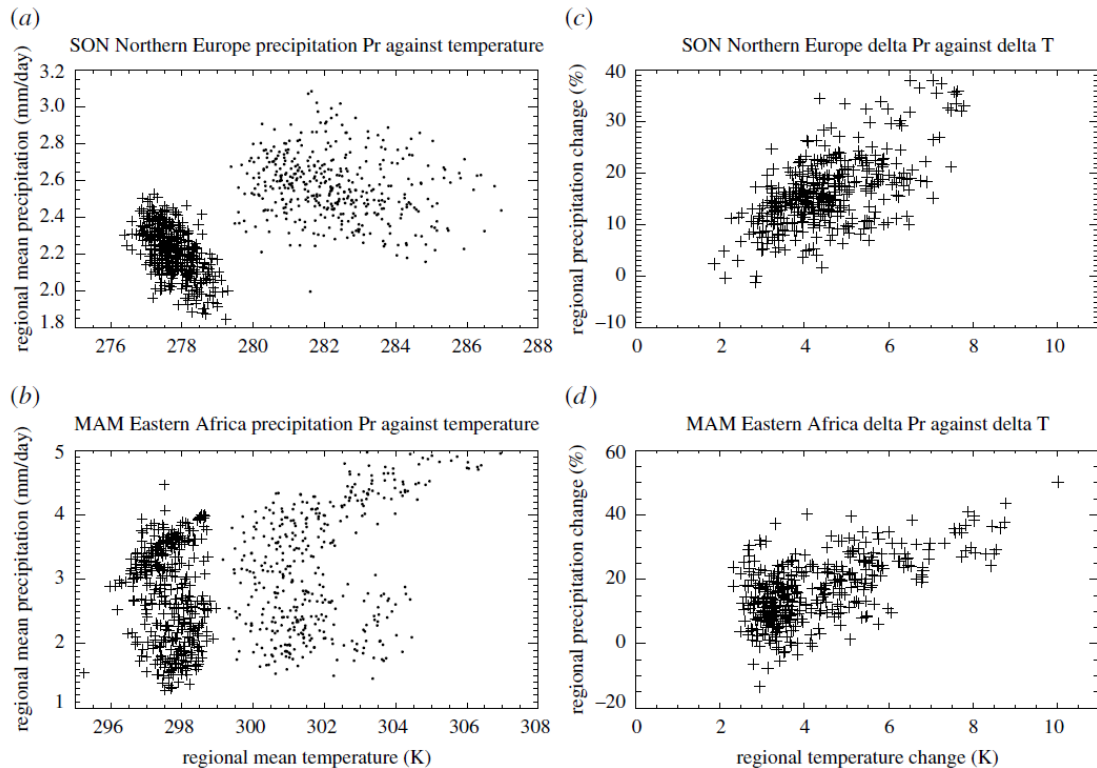 (a)
SON Northern Europe precipitation Pr against temperature
regional mean precipitation (mm/day)
3.2
3.0
2.8
2.6
2.4
2.2
2.0
1.8
276 278 280 282 284 286 288
(c)
SON Northern Europe delta Pr against delta T
regional precipitation change (%)
40
30
20
10
0
–10
0 2 4 6 8 10
(b)
MAM Eastern Africa precipitation Pr against temperature
regional mean precipitation (mm/day)
5
4
3
2
1
296 298 300 302 304 306 308
regional mean temperature (K)
(d)
MAM Eastern Africa delta Pr against delta T
regional precipitation change (%)
60
40
20
0
–20
0 2 4 6 8 10
regional temperature change (K)